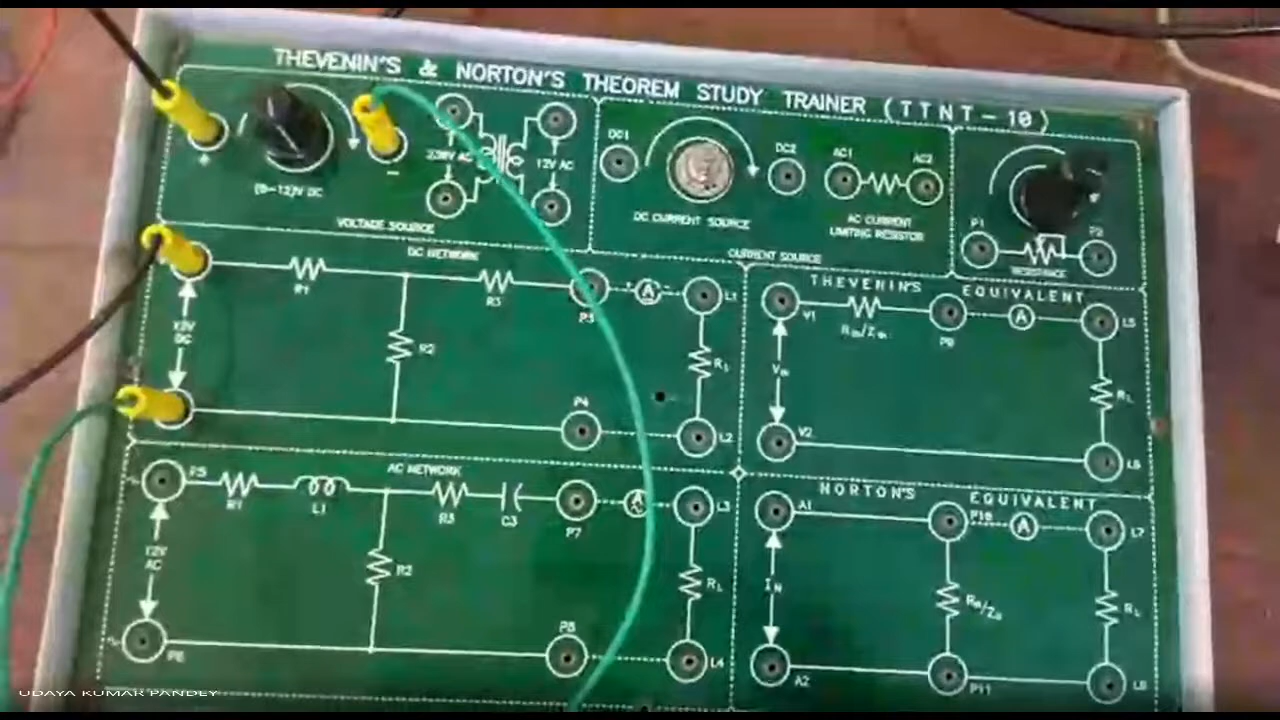 THEVENIN'S & NORTON'S THEOREM STUDY TRAINER (TTNT-10)
+
(0-12)V DC
-
230V AC
12V AC
VOLTAGE SOURCE
DC1
DC2
DC CURRENT SOURCE
AC1
AC2
AC CURRENT
LIMITING RESISTOR
CURRENT SOURCE
P1
P2
RESISTANCE
DC NETWORK
12V
DC
R1
R2
R3
P3
A
L1
RL
P4
L2
THEVENIN'S EQUIVALENT
V1
P9
A
L5
RL
V2
L6
AC NETWORK
P5
R1
L1
R3
C3
P7
A
L3
12V
AC
R2
RL
P6
P8
L4
NORTON'S EQUIVALENT
A1
P10
A
L7
IN
RL
A2
P11
L8
UDAYA KUMAR PANDEY